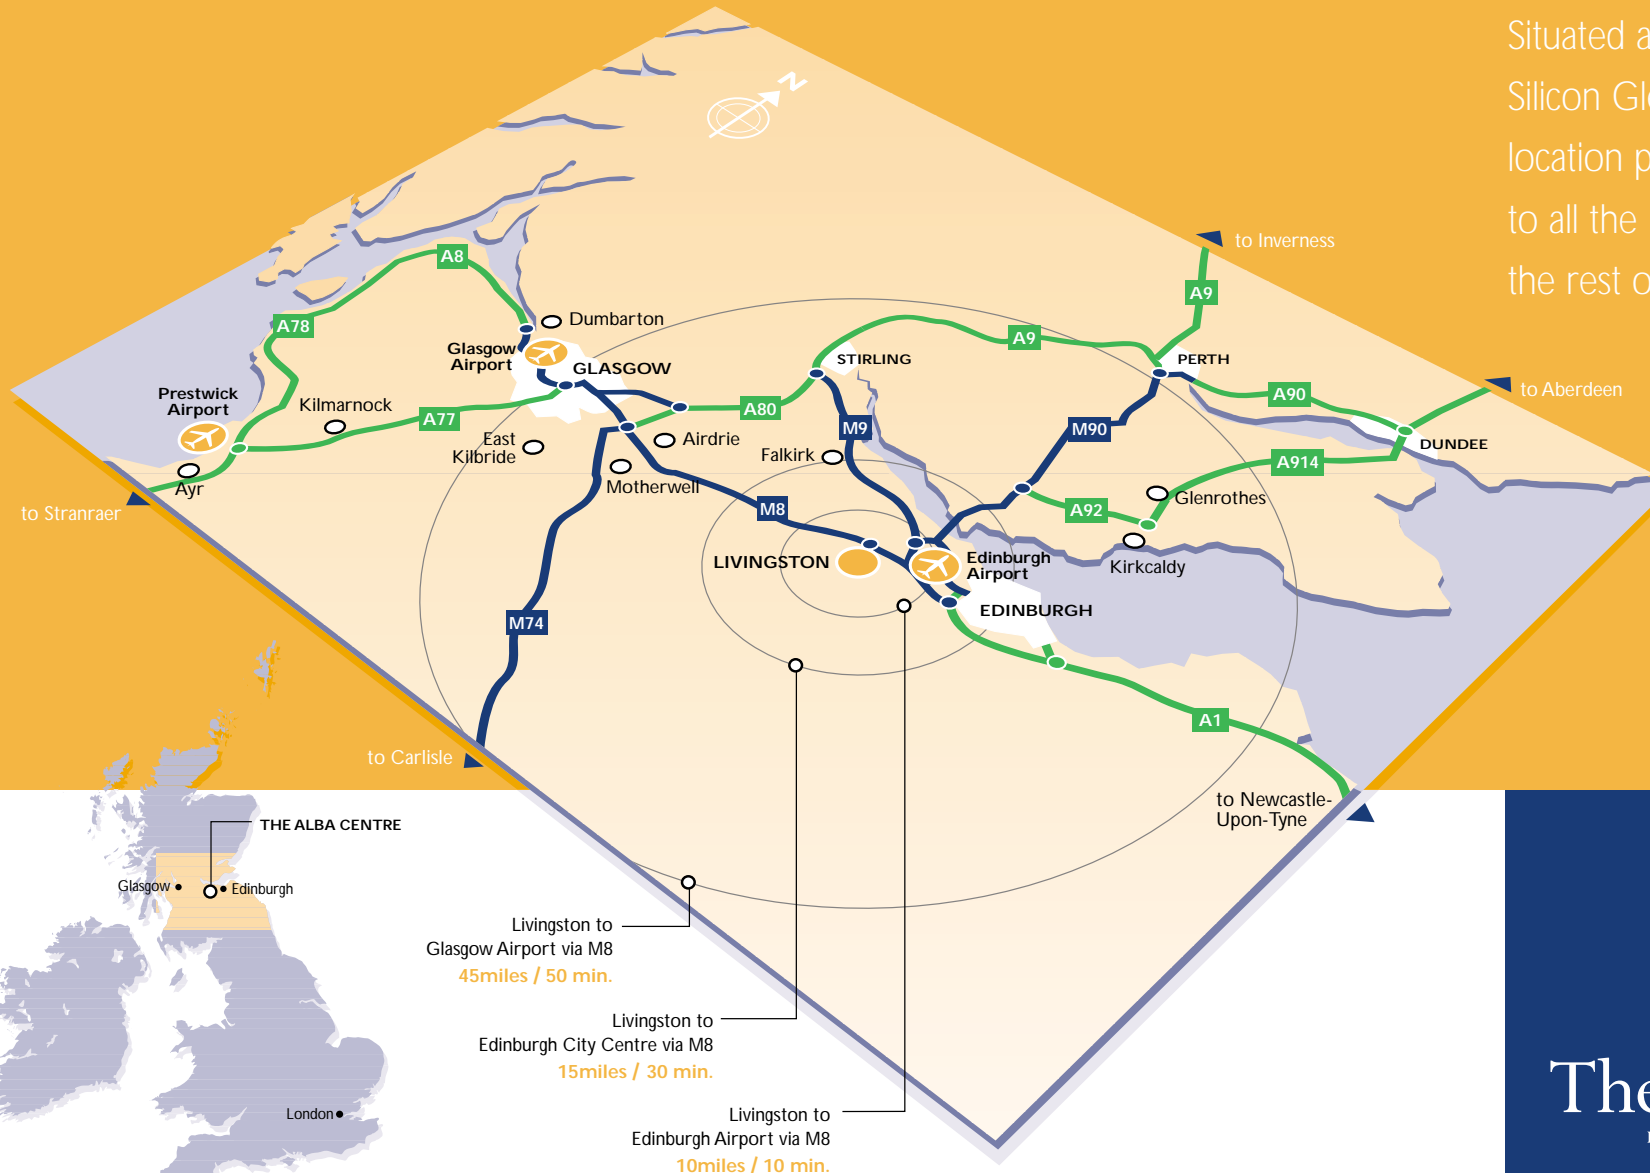 Situated a
Silicon Gl
location p
to all the
the rest o
N
to Inverness
A8
A9
A78
Dumbarton
A9
Glasgow
Airport
GLASGOW
STIRLING
PERTH
to Aberdeen
Prestwick
Airport
Kilmarnock
A77
A80
A90
M9
M90
East
Kilbride
Airdrie
Falkirk
DUNDEE
A914
Ayr
Motherwell
Glenrothes
to Stranraer
M8
A92
LIVINGSTON
Edinburgh
Airport
Kirkcaldy
EDINBURGH
M74
A1
to Carlisle
to Newcastle-
Upon-Tyne
THE ALBA CENTRE
Glasgow
Edinburgh
London
Livingston to
Glasgow Airport via M8
45miles / 50 min.
Livingston to
Edinburgh City Centre via M8
15miles / 30 min.
Livingston to
Edinburgh Airport via M8
10miles / 10 min.
The